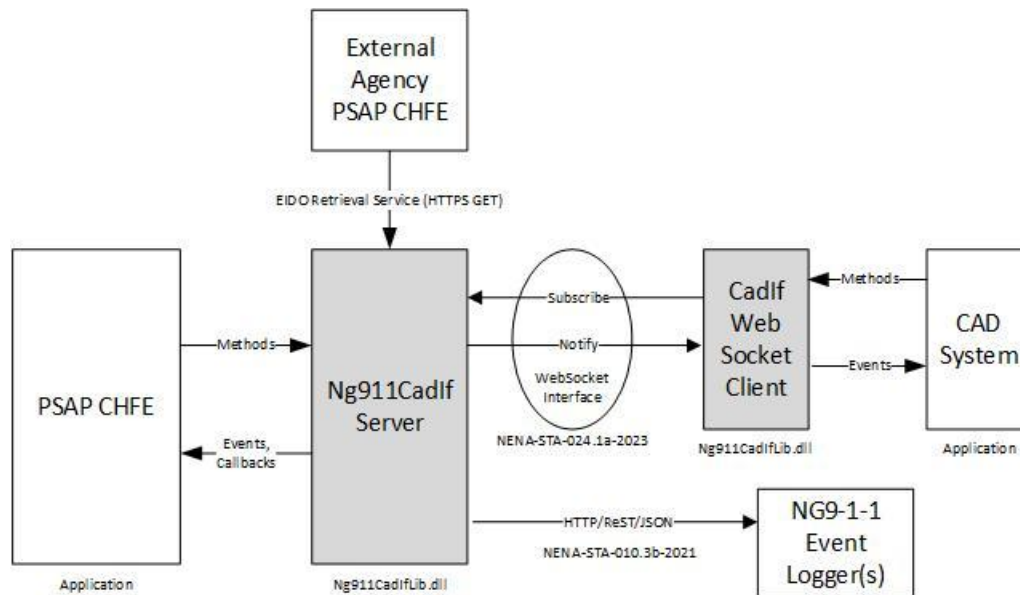 External
Agency
PSAP CHFE
EIDO Retrieval Service (HTTPS GET)
PSAP CHFE
Application
Methods
Events,
Callbacks
Ng911CadIf
Server
Ng911CadIfLib.dll
Subscribe
Notify
WebSocket
Interface
NENA-STA-024.1a-2023
CadIf
Web
Socket
Client
Ng911CadIfLib.dll
Methods
Events
CAD
System
Application
HTTP/ReST/JSON
NENA-STA-010.3b-2021
NG9-1-1
Event
Logger(s)